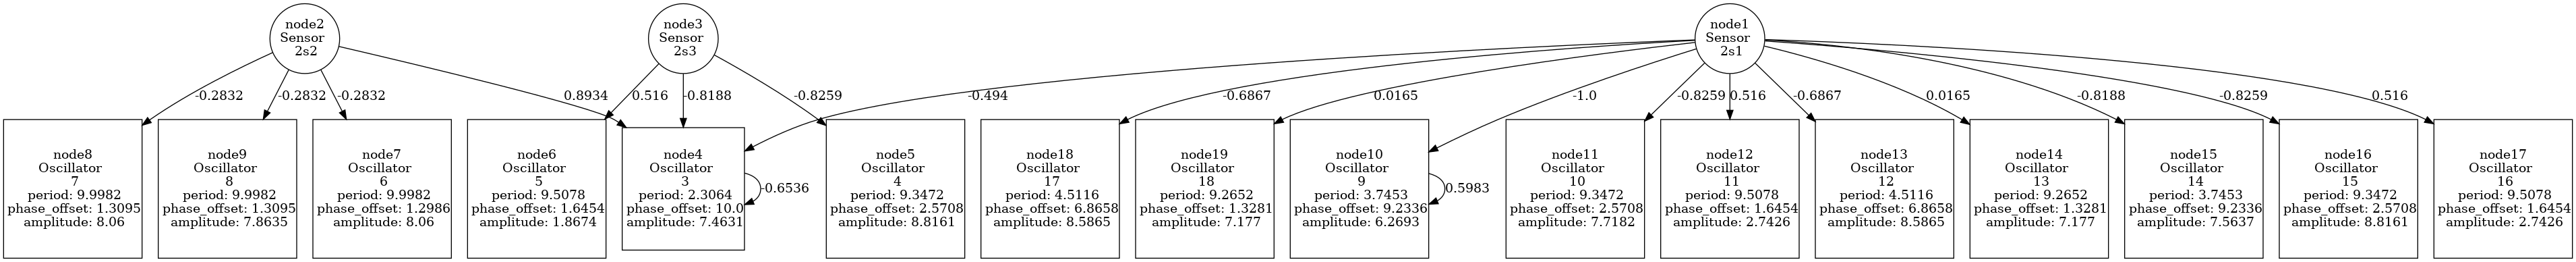 node2
Sensor
2s2
node3
Sensor
2s3
node1
Sensor
2s1
-0.2832
-0.2832
-0.2832
0.8934
0.516
-0.8188
-0.8259
-0.494
-0.6867
0.0165
-1.0
-0.8259
0.516
-0.6867
0.0165
-0.8188
-0.8259
0.516
node8
Oscillator
7
period: 9.9982
phase_offset: 1.3095
amplitude: 8.06
node9
Oscillator
8
period: 9.9982
phase_offset: 1.3095
amplitude: 7.8635
node7
Oscillator
6
period: 9.9982
phase_offset: 1.2986
amplitude: 8.06
node6
Oscillator
5
period: 9.5078
phase_offset: 1.6454
amplitude: 1.8674
node4
Oscillator
3
period: 2.3064
phase_offset: 10.0
amplitude: 7.4631
-0.6536
node5
Oscillator
4
period: 9.3472
phase_offset: 2.5708
amplitude: 8.8161
node18
Oscillator
17
period: 4.5116
phase_offset: 6.8658
amplitude: 8.5865
node19
Oscillator
18
period: 9.2652
phase_offset: 1.3281
amplitude: 7.177
node10
Oscillator
9
period: 3.7453
phase_offset: 9.2336
amplitude: 6.2693
0.5983
node11
Oscillator
10
period: 9.3472
phase_offset: 2.5708
amplitude: 7.7182
node12
Oscillator
11
period: 9.5078
phase_offset: 1.6454
amplitude: 2.7426
node13
Oscillator
12
period: 4.5116
phase_offset: 6.8658
amplitude: 8.5865
node14
Oscillator
13
period: 9.2652
phase_offset: 1.3281
amplitude: 7.177
node15
Oscillator
14
period: 3.7453
phase_offset: 9.2336
amplitude: 7.5637
node16
Oscillator
15
period: 9.3472
phase_offset: 2.5708
amplitude: 8.8161
node17
Oscillator
16
period: 9.5078
phase_offset: 1.6454
amplitude: 2.7426